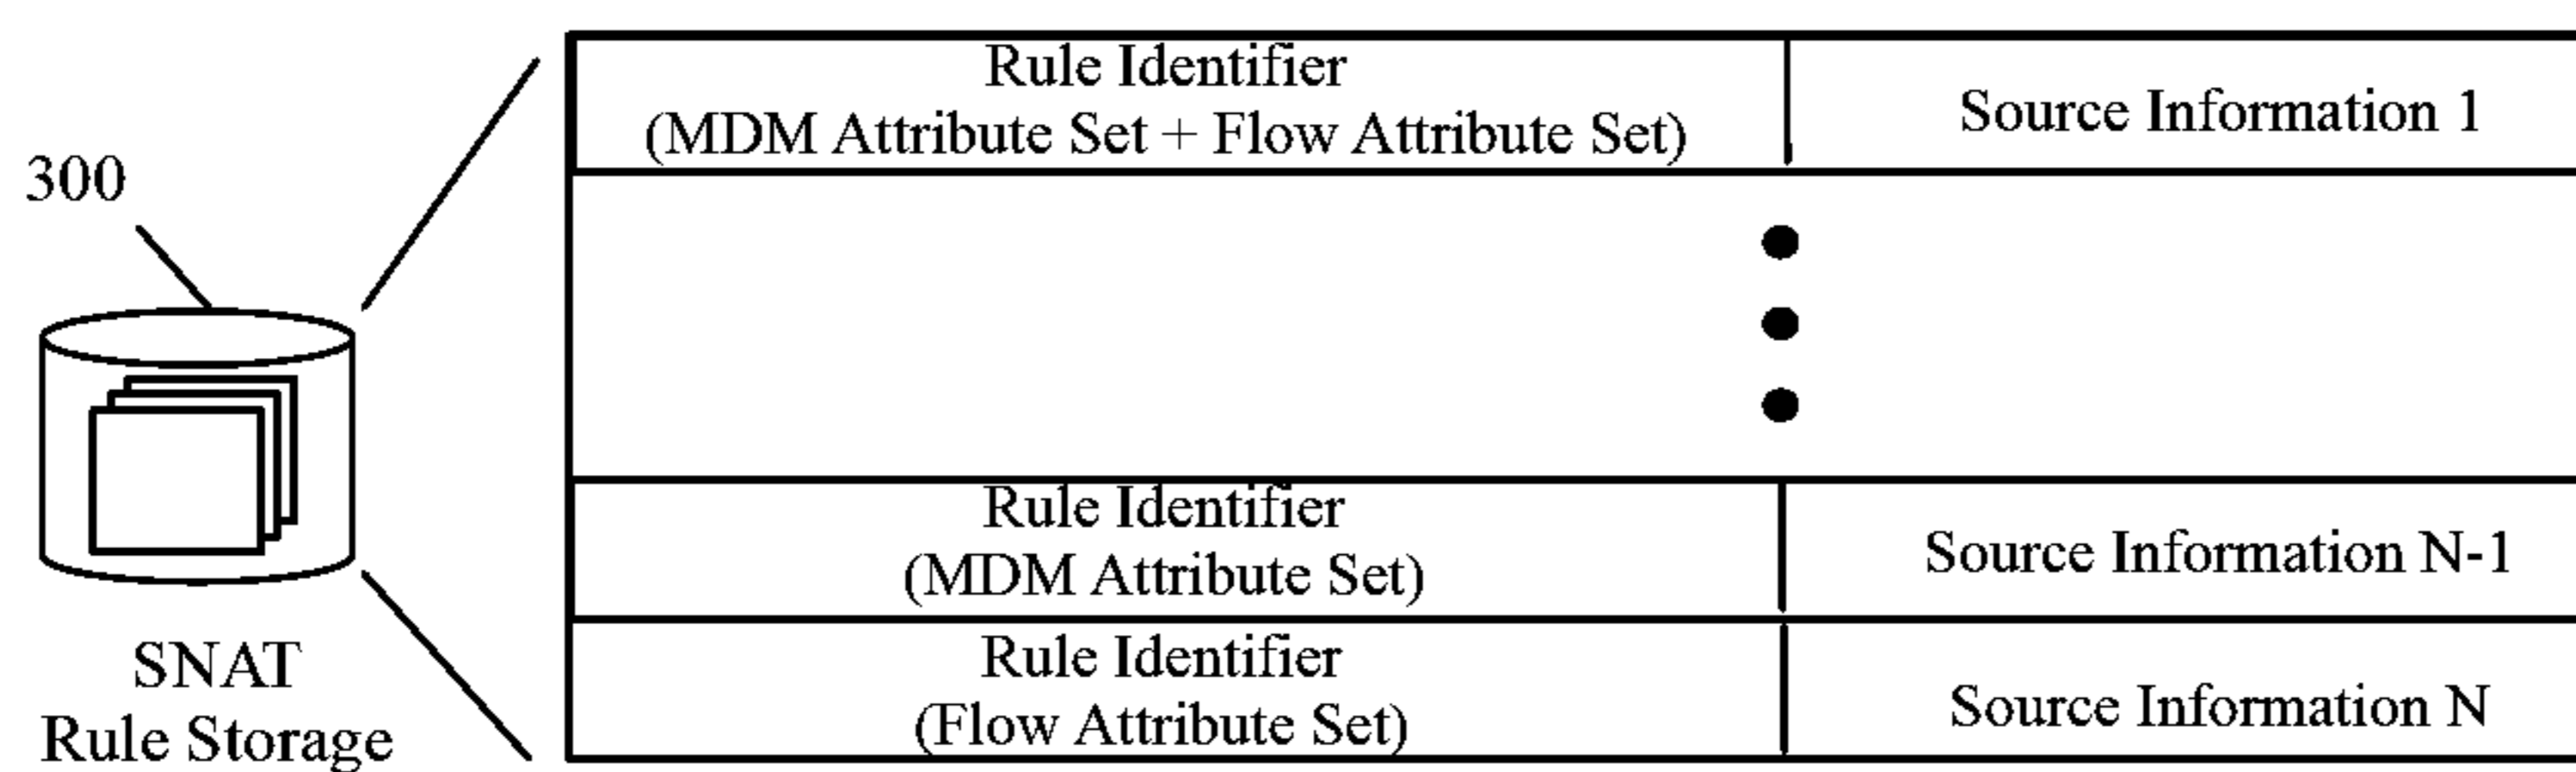 300
SNAT
Rule Storage
Rule Identifier
(MDM Attribute Set + Flow Attribute Set)
Source Information 1
Rule Identifier
(MDM Attribute Set)
Source Information N-1
Rule Identifier
(Flow Attribute Set)
Source Information N